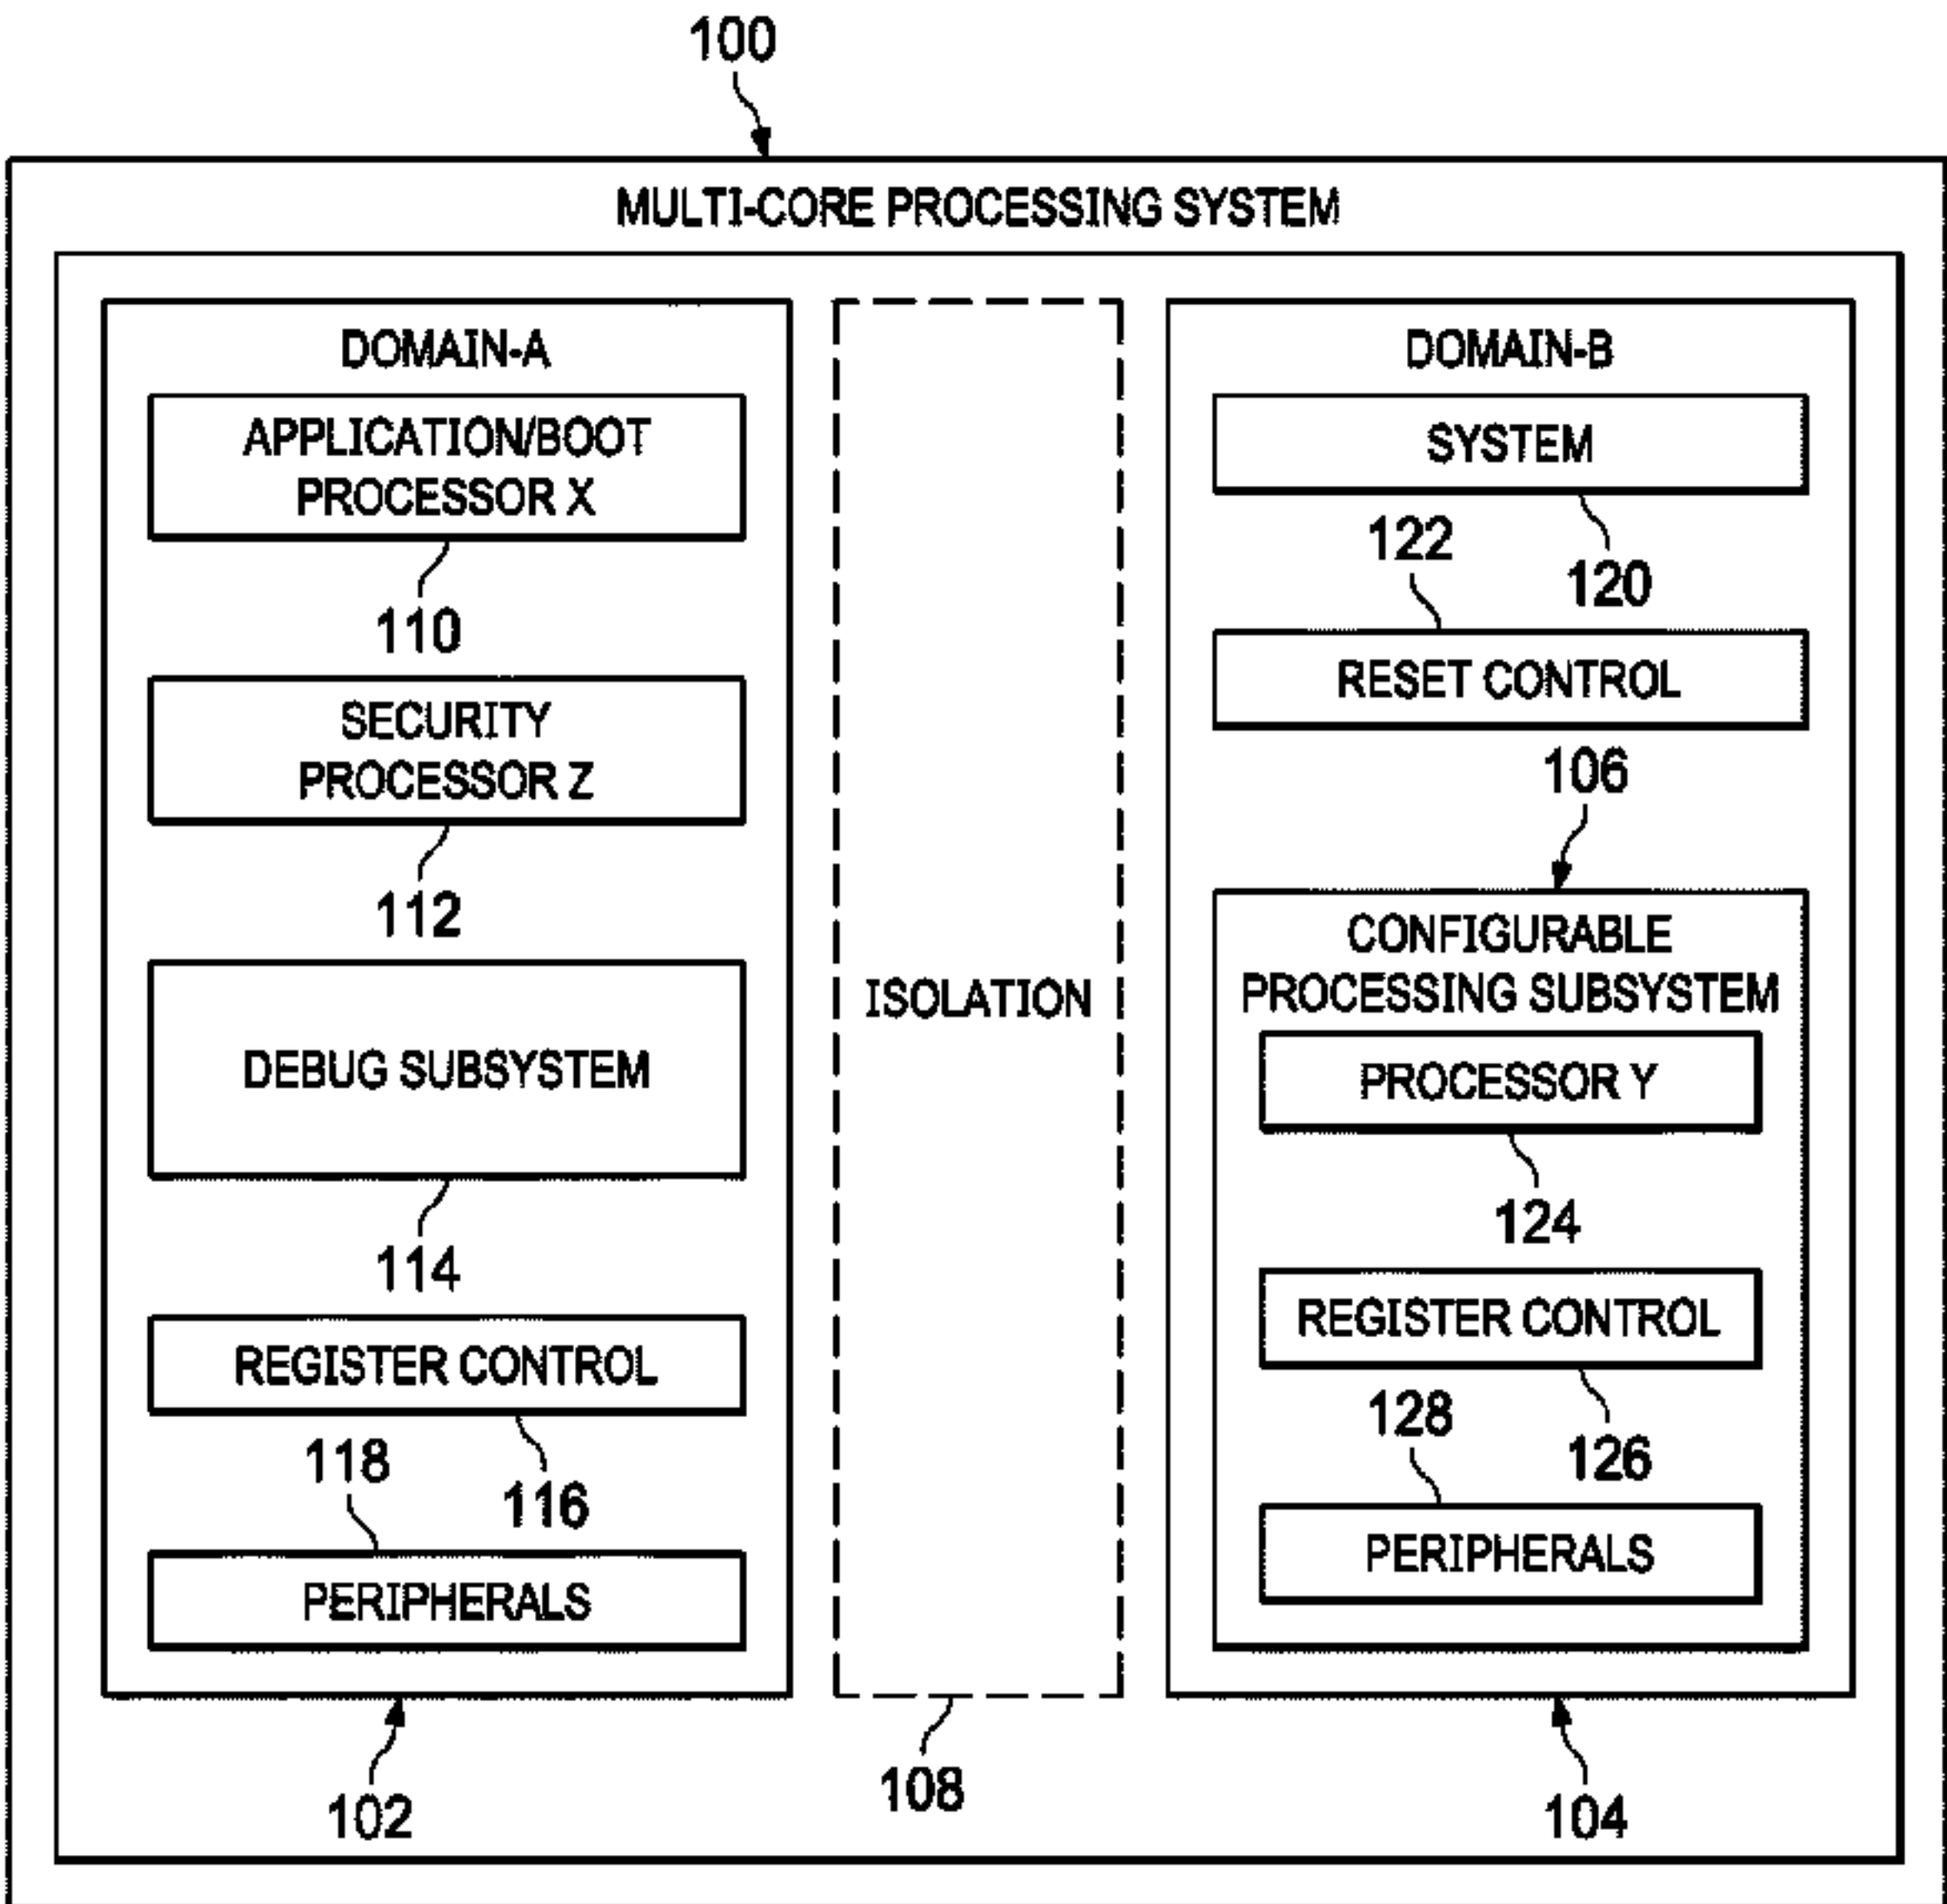 100
MULTI-CORE PROCESSING SYSTEM
DOMAIN-A
APPLICATION/BOOT
PROCESSOR X
110
SECURITY
PROCESSOR Z
112
DEBUG SUBSYSTEM
114
REGISTER CONTROL
118
116
PERIPHERALS
102
ISOLATION
108
DOMAIN-B
SYSTEM
122
120
RESET CONTROL
106
CONFIGURABLE
PROCESSING SUBSYSTEM
PROCESSOR Y
124
REGISTER CONTROL
128
126
PERIPHERALS
104